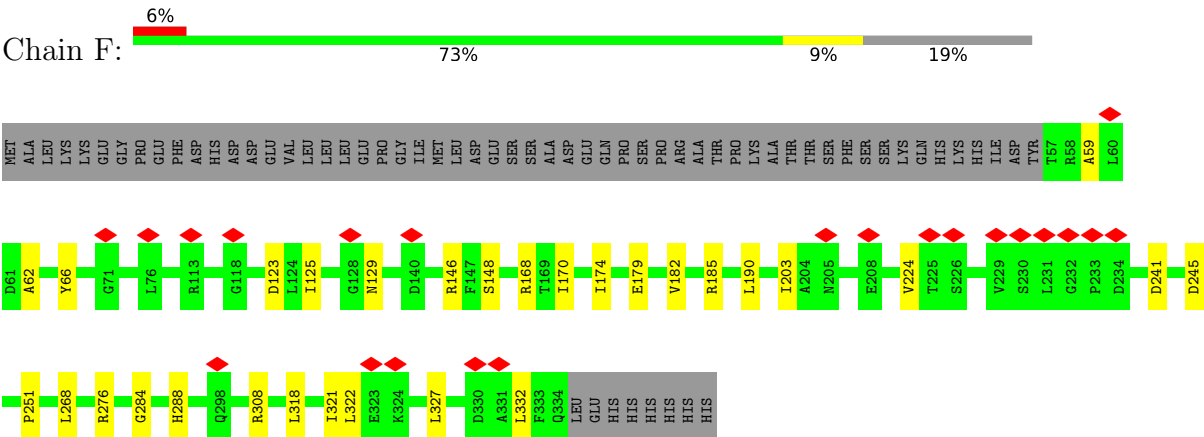 6%
Chain F:
73% 9% 19%
MET ALA LEU LYS LYS GLU GLY PRO GLU PHE ASP HIS ASP ASP GLU VAL LEU LEU LEU GLU PRO GLY ILE MET LEU ASP GLU SER SER ALA ASP GLU GLN PRO SER PRO ARG ALA THR PRO LYS ALA THR THR SER PHE SER SER LYS GLN HIS LYS HIS ILE ASP TYR T57 R58 A59 L60
D61 A62 Y66 G71 L76 R113 G118 D123 L124 I125 G128 N129 D140 R146 F147 S148 R168 T169 I170 I174 E179 V182 R185 L190 I203 A204 N205 E208 V224 T225 S226 V229 S230 L231 G232 P233 D234 D241 D245
P251 L268 R276 G284 H288 Q298 R308 L318 I321 L322 E323 K324 L327 D330 A331 L332 F333 Q334 LEU GLU HIS HIS HIS HIS HIS HIS